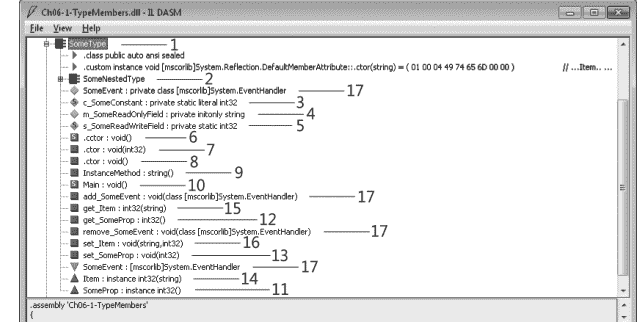 Ch06-1-TypeMembers.dll - IL DASM
File View Help
SomeType 1
.class public auto ansi sealed
.custom instance void [mscorlib]System.Reflection.DefaultMemberAttribute::.ctor(string) = ( 01 00 04 49 74 65 6D 00 00 ) // ...Item.. ...
SomeNestedType 2
SomeEvent : private class [mscorlib]System.EventHandler 17
c_SomeConstant : private static literal int32 3
m_SomeReadOnlyField : private initonly string 4
s_SomeReadWriteField : private static int32 5
.cctor : void() 6
.ctor : void(int32) 7
.ctor : void() 8
InstanceMethod : string() 9
Main : void() 10
add_SomeEvent : void(class [mscorlib]System.EventHandler) 17
get_Item : int32(string) 15
get_SomeProp : int32() 12
remove_SomeEvent : void(class [mscorlib]System.EventHandler) 17
set_Item : void(string,int32) 16
set_SomeProp : void(int32) 13
SomeEvent : [mscorlib]System.EventHandler 17
Item : instance int32(string) 14
SomeProp : instance int32() 11
.assembly 'Ch06-1-TypeMembers'
{